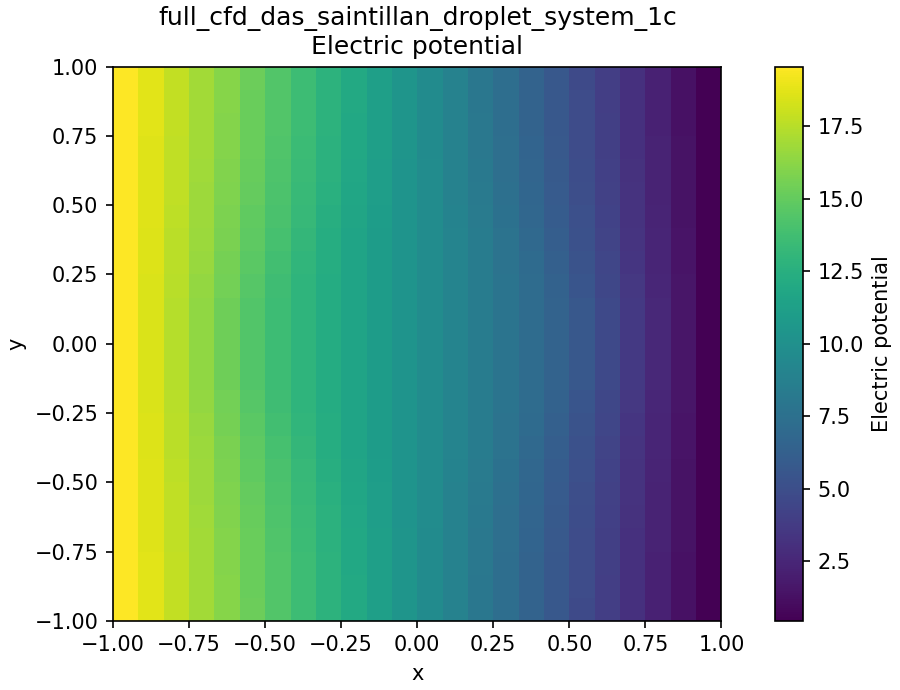 full_cfd_das_saintillan_droplet_system_1c
Electric potential
1.00
0.75
0.50
0.25
0.00
−0.25
−0.50
−0.75
−1.00
y
−1.00 −0.75 −0.50 −0.25 0.00 0.25 0.50 0.75 1.00
x
17.5
15.0
12.5
10.0
7.5
5.0
2.5
Electric potential